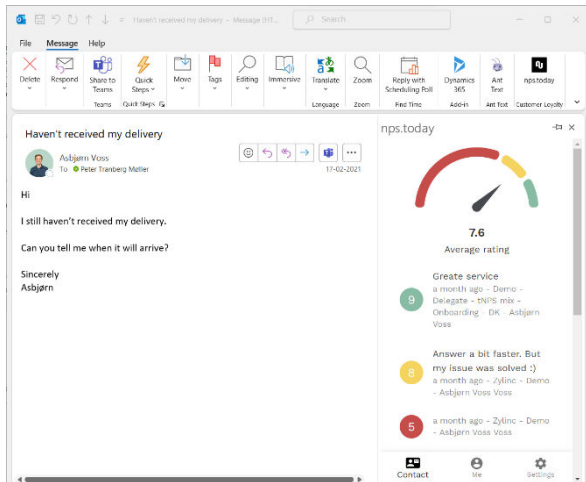 Haven't received my delivery - Message (HT...
Search
File Message Help
Delete
Respond
Share to Teams
Quick Steps
Move
Tags
Editing
Immersive
Translate
Zoom
Reply with Scheduling Poll
Dynamics 365
Ant Text
nps.today
Teams
Quick Steps
Language
Zoom
Find Time
Add-in
Ant Text
Customer Loyalty
Haven't received my delivery
Asbjørn Voss
To Peter Tranberg Møller
17-02-2021
Hi
I still haven't received my delivery.
Can you tell me when it will arrive?
Sincerely
Asbjørn
nps.today
7.6
Average rating
9
Greate service
a month ago - Demo -
Delegate - tNPS mix -
Onboarding - DK - Asbjørn
Voss
8
Answer a bit faster. But
my issue was solved :)
a month ago - Zylinc - Demo
- Asbjørn Voss Voss
5
a month ago - Zylinc - Demo
- Asbjørn Voss Voss
Contact
Me
Settings